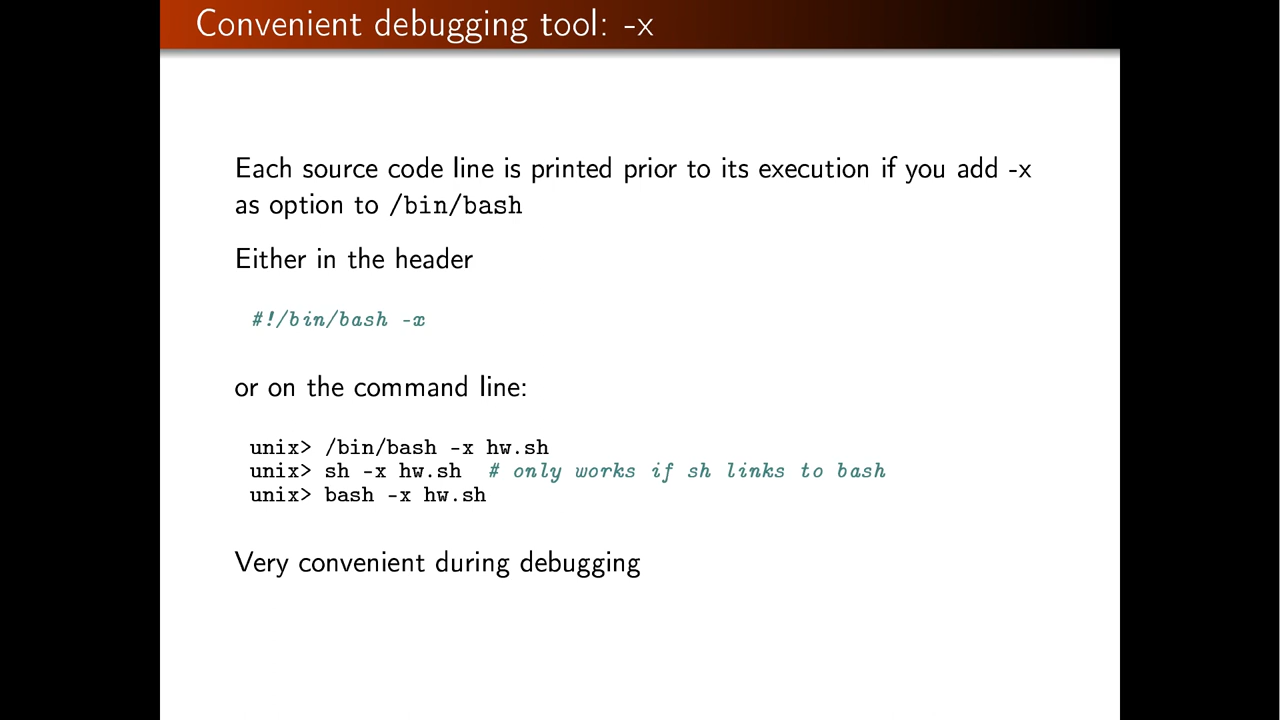 Convenient debugging tool: -x
Each source code line is printed prior to its execution if you add -x
as option to /bin/bash
Either in the header
#!/bin/bash -x
or on the command line:
unix> /bin/bash -x hw.sh
unix> sh -x hw.sh  # only works if sh links to bash
unix> bash -x hw.sh
Very convenient during debugging